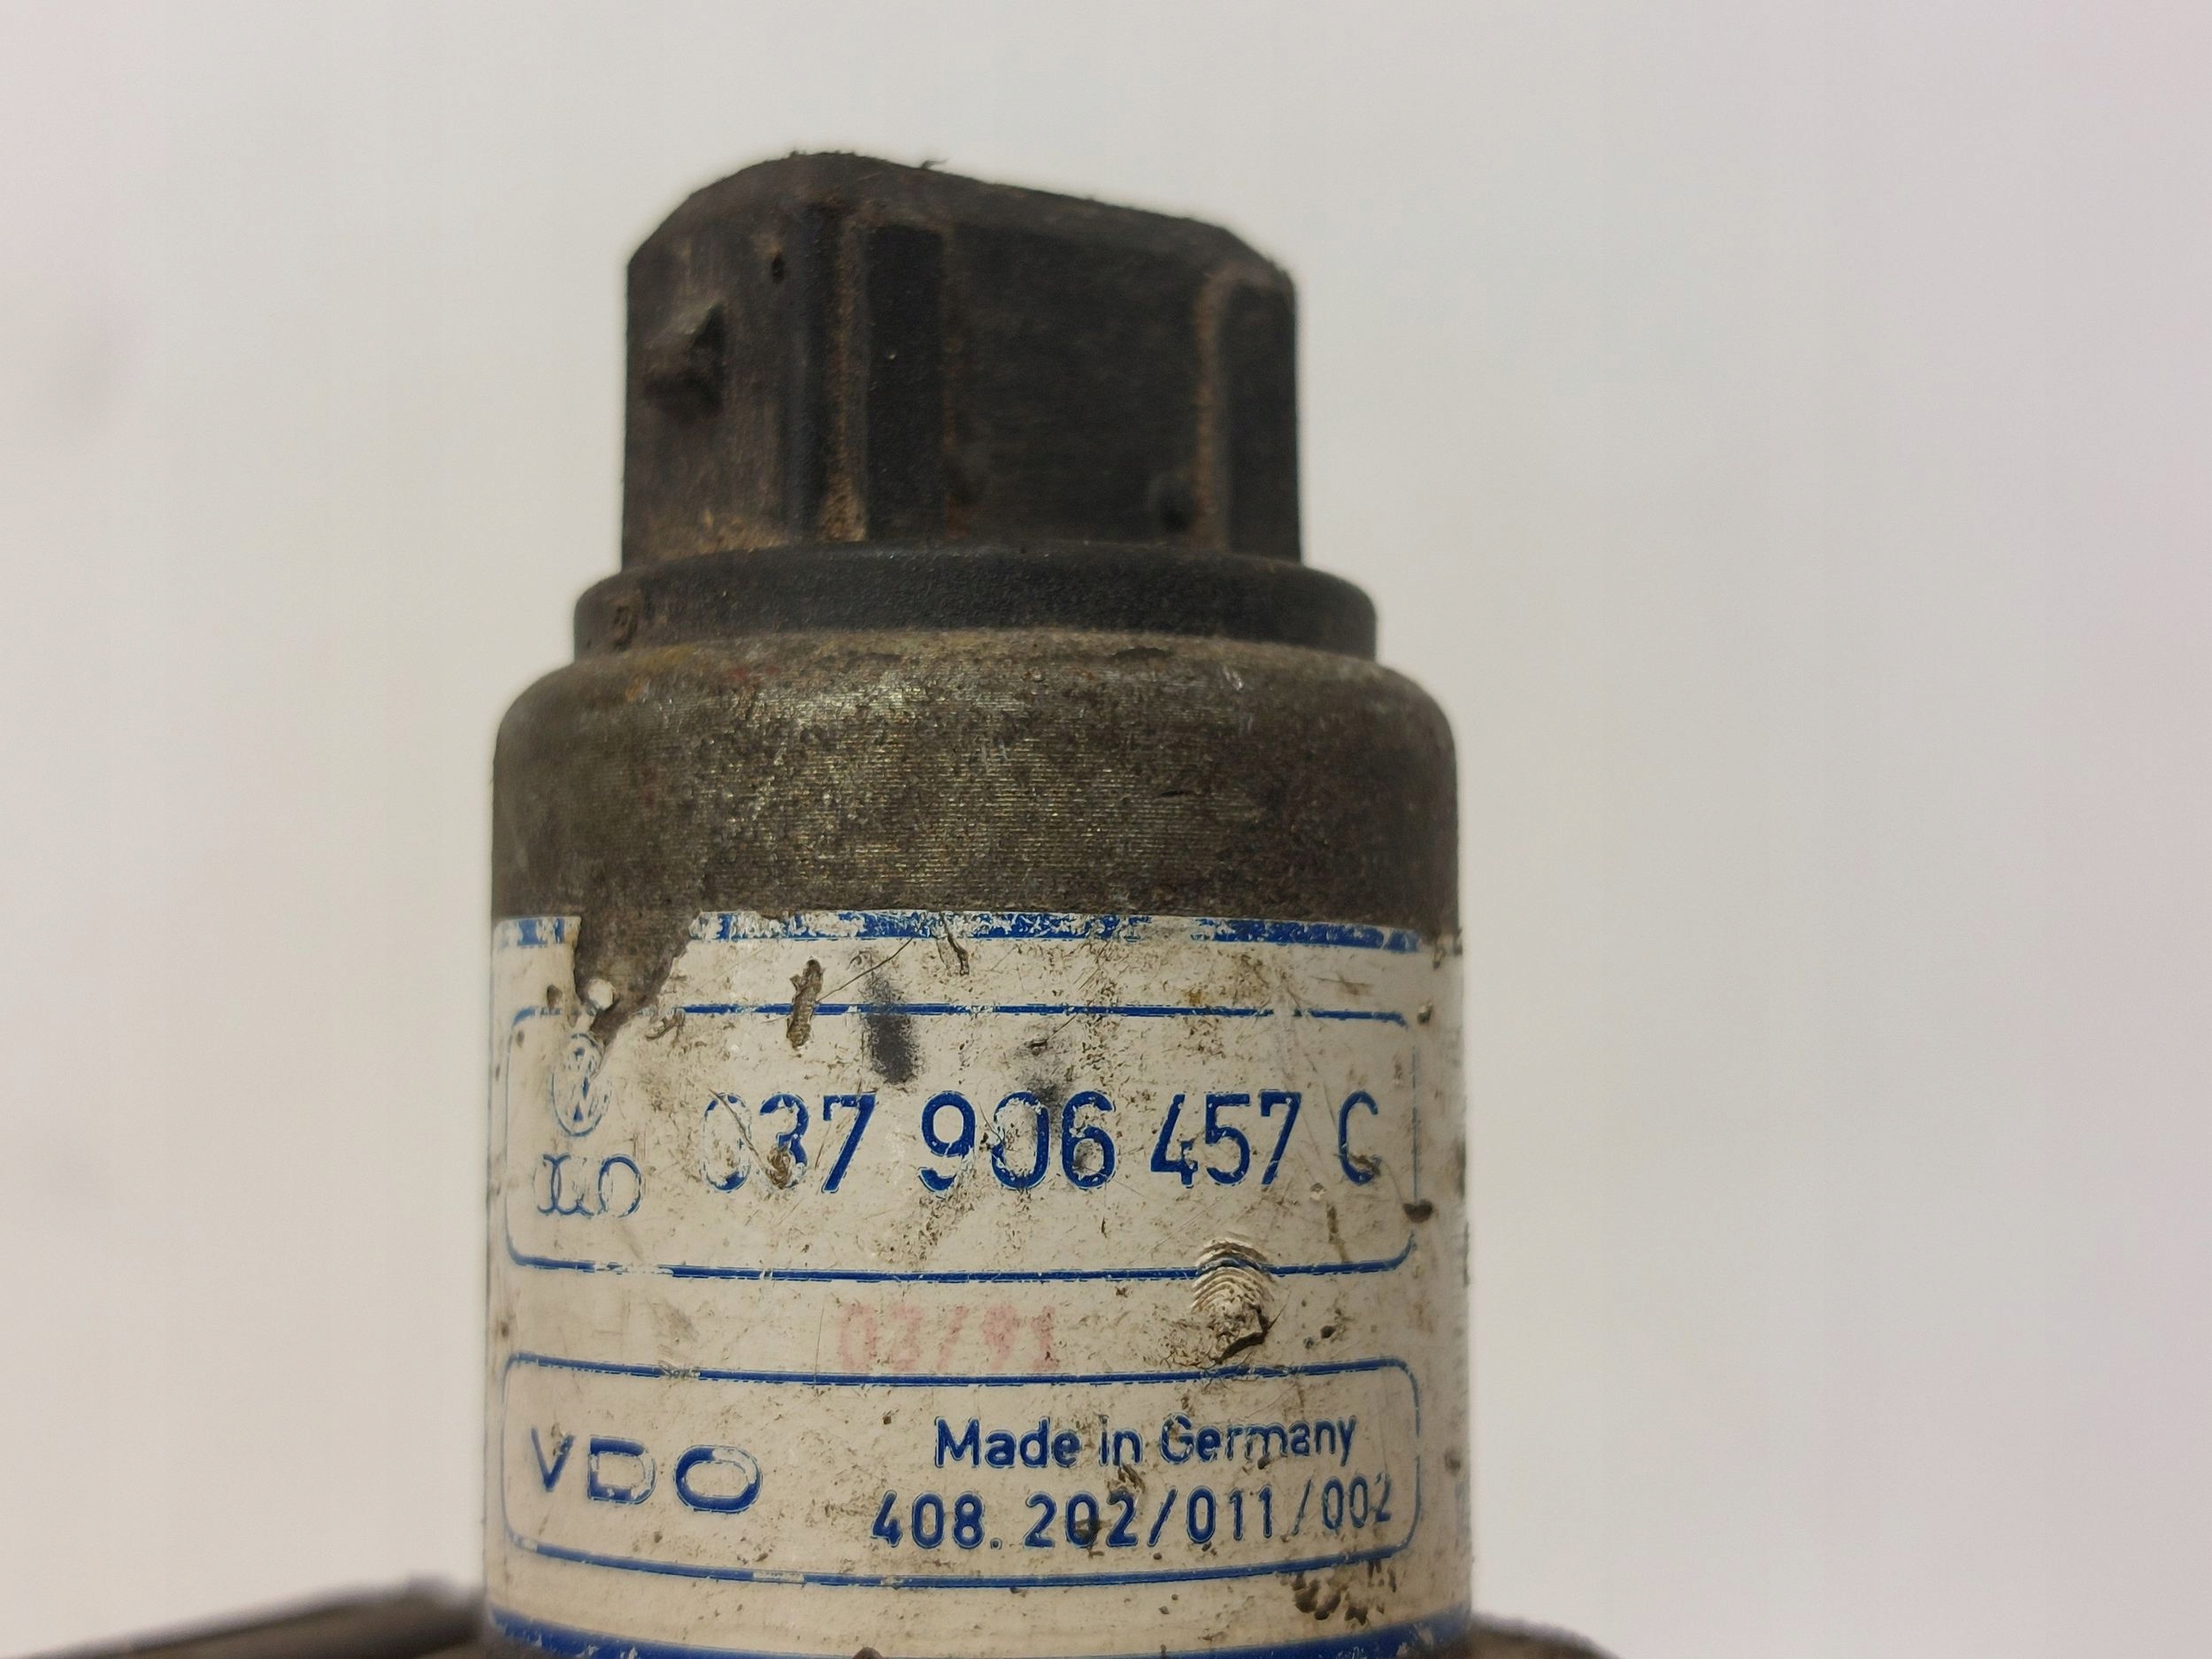 037 906 457 C
03/91
VDO
Made in Germany
408.202/011/002